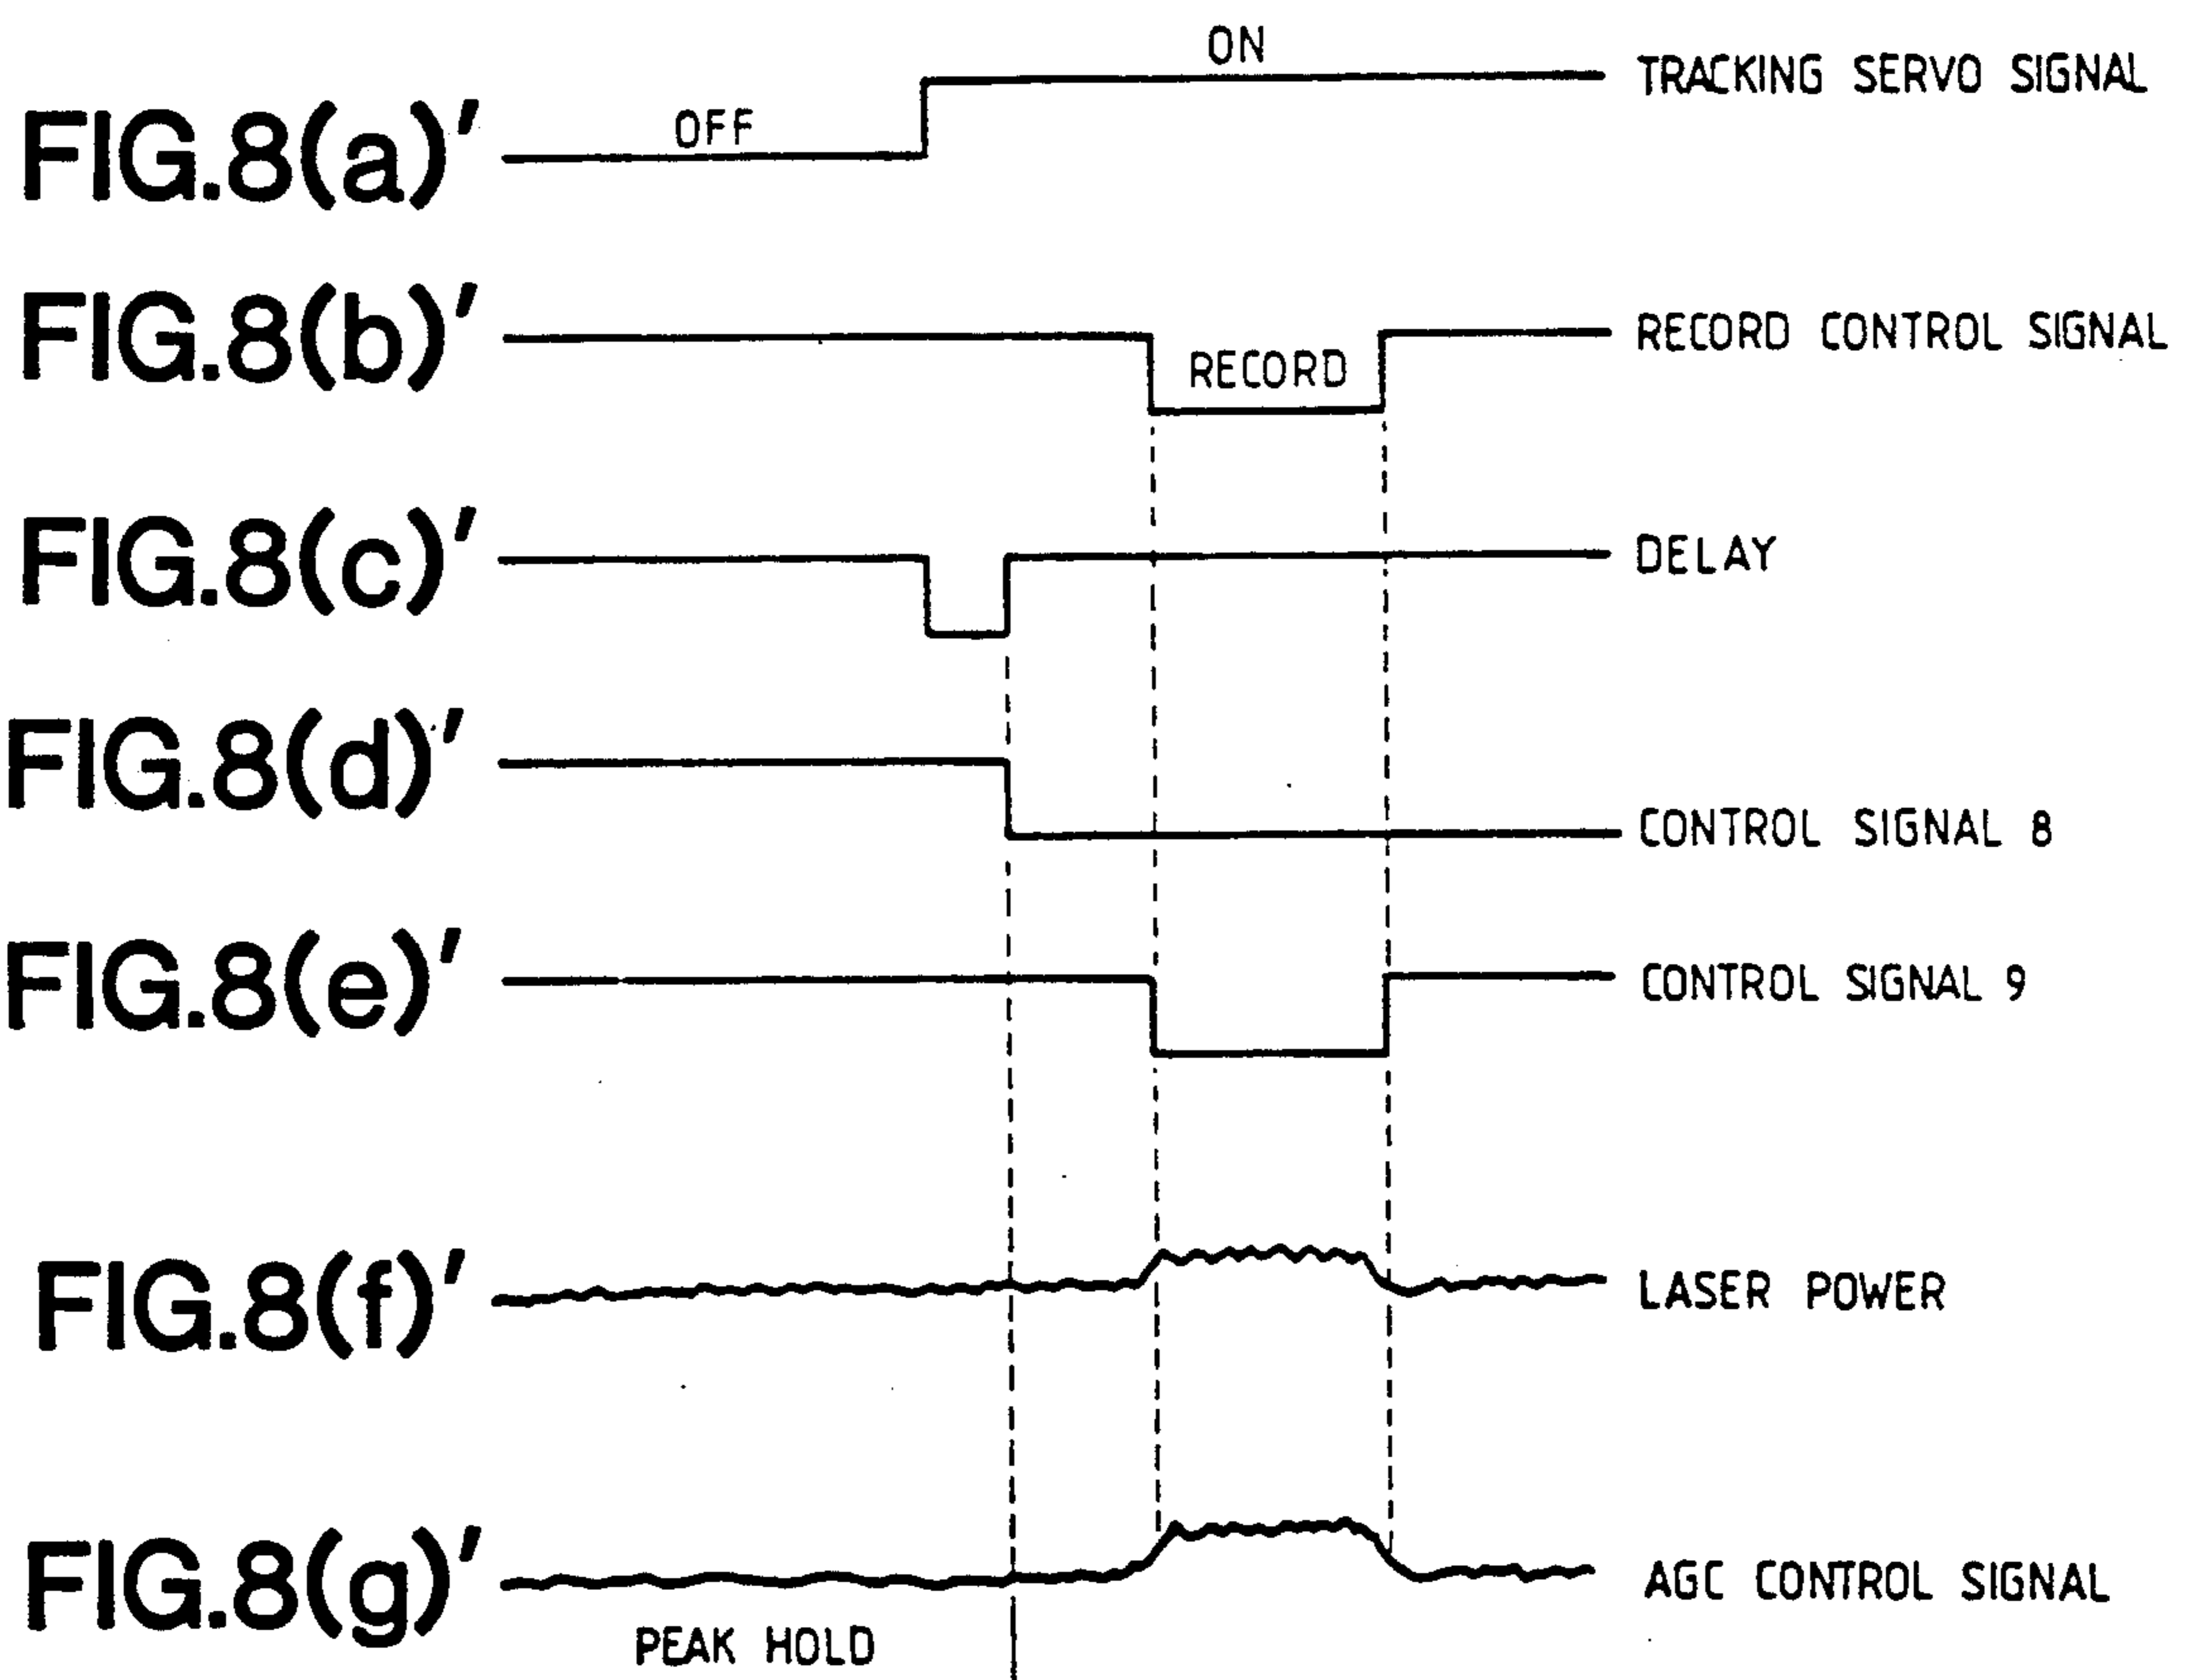 ON
FIG.8(a)' OFF TRACKING SERVO SIGNAL
FIG.8(b)' RECORD RECORD CONTROL SIGNAL
FIG.8(c)' DELAY
FIG.8(d)' CONTROL SIGNAL 8
FIG.8(e)' CONTROL SIGNAL 9
FIG.8(f)' LASER POWER
FIG.8(g)' AGC CONTROL SIGNAL
PEAK HOLD